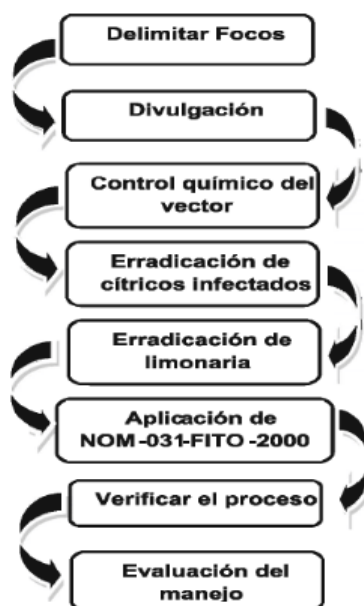 Delimitar Focos
Divulgación
Control químico del
vector
Erradicación de
cítricos infectados
Erradicación de
limonaria
Aplicación de
NOM-031-FITO-2000
Verificar el proceso
Evaluación del
manejo